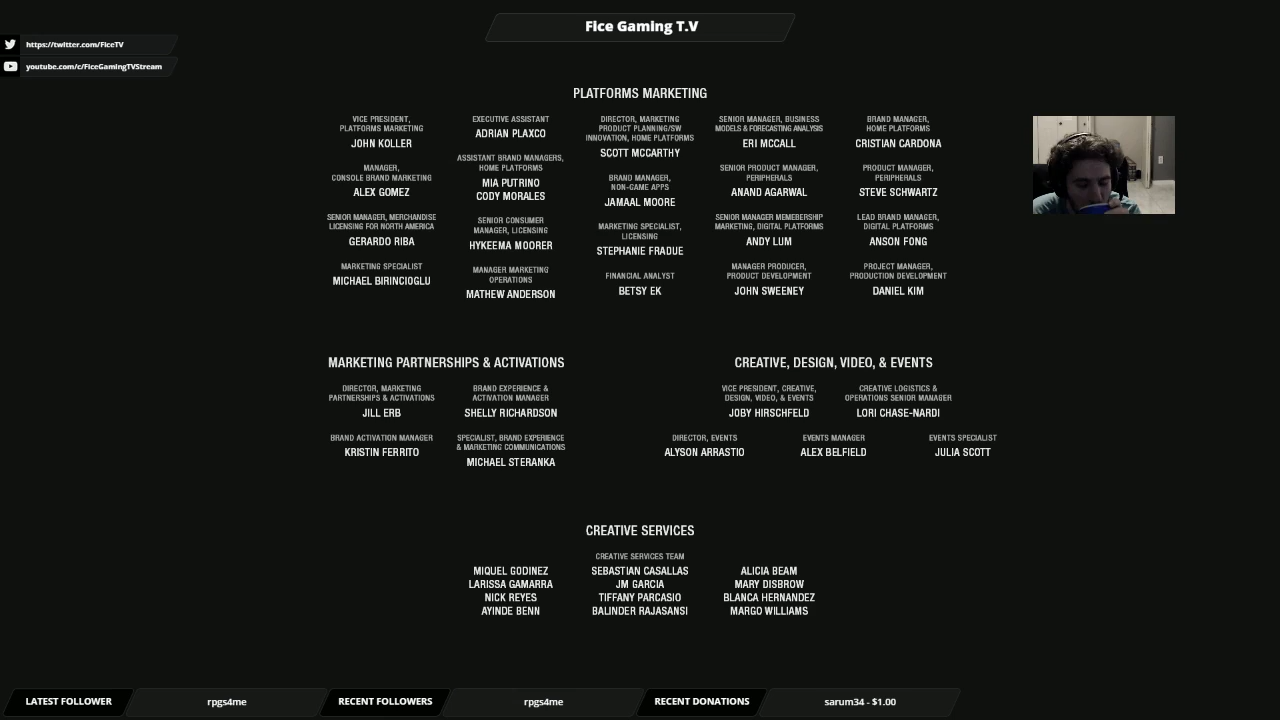 Fice Gaming T.V
https://twitter.com/FiceTV
youtube.com/c/FiceGamingTVStream
PLATFORMS MARKETING
VICE PRESIDENT,
PLATFORMS MARKETING
JOHN KOLLER
MANAGER,
CONSOLE BRAND MARKETING
ALEX GOMEZ
SENIOR MANAGER, MERCHANDISE
LICENSING FOR NORTH AMERICA
GERARDO RIBA
MARKETING SPECIALIST
MICHAEL BIRINCIOGLU
EXECUTIVE ASSISTANT
ADRIAN PLAXCO
ASSISTANT BRAND MANAGERS,
HOME PLATFORMS
MIA PUTRINO
CODY MORALES
SENIOR CONSUMER
MANAGER, LICENSING
HYKEEMA MOORER
MANAGER MARKETING
OPERATIONS
MATHEW ANDERSON
DIRECTOR, MARKETING
PRODUCT PLANNING/SW
INNOVATION, HOME PLATFORMS
SCOTT MCCARTHY
BRAND MANAGER,
NON-GAME APPS
JAMAAL MOORE
MARKETING SPECIALIST,
LICENSING
STEPHANIE FRADUE
FINANCIAL ANALYST
BETSY EK
SENIOR MANAGER, BUSINESS
MODELS & FORECASTING ANALYSIS
ERI MCCALL
SENIOR PRODUCT MANAGER,
PERIPHERALS
ANAND AGARWAL
SENIOR MANAGER MEMEBERSHIP
MARKETING, DIGITAL PLATFORMS
ANDY LUM
MANAGER PRODUCER,
PRODUCT DEVELOPMENT
JOHN SWEENEY
BRAND MANAGER,
HOME PLATFORMS
CRISTIAN CARDONA
PRODUCT MANAGER,
PERIPHERALS
STEVE SCHWARTZ
LEAD BRAND MANAGER,
DIGITAL PLATFORMS
ANSON FONG
PROJECT MANAGER,
PRODUCTION DEVELOPMENT
DANIEL KIM
MARKETING PARTNERSHIPS & ACTIVATIONS
DIRECTOR, MARKETING
PARTNERSHIPS & ACTIVATIONS
JILL ERB
BRAND EXPERIENCE &
ACTIVATION MANAGER
SHELLY RICHARDSON
BRAND ACTIVATION MANAGER
KRISTIN FERRITO
SPECIALIST, BRAND EXPERIENCE
& MARKETING COMMUNICATIONS
MICHAEL STERANKA
CREATIVE, DESIGN, VIDEO, & EVENTS
VICE PRESIDENT, CREATIVE,
DESIGN, VIDEO, & EVENTS
JOBY HIRSCHFELD
CREATIVE LOGISTICS &
OPERATIONS SENIOR MANAGER
LORI CHASE-NARDI
DIRECTOR, EVENTS
ALYSON ARRASTIO
EVENTS MANAGER
ALEX BELFIELD
EVENTS SPECIALIST
JULIA SCOTT
CREATIVE SERVICES
CREATIVE SERVICES TEAM
MIQUEL GODINEZ
LARISSA GAMARRA
NICK REYES
AYINDE BENN
SEBASTIAN CASALLAS
JM GARCIA
TIFFANY PARCASIO
BALINDER RAJASANSI
ALICIA BEAM
MARY DISBROW
BLANCA HERNANDEZ
MARGO WILLIAMS
LATEST FOLLOWER
rpgs4me
RECENT FOLLOWERS
rpgs4me
RECENT DONATIONS
sarum34 - $1.00